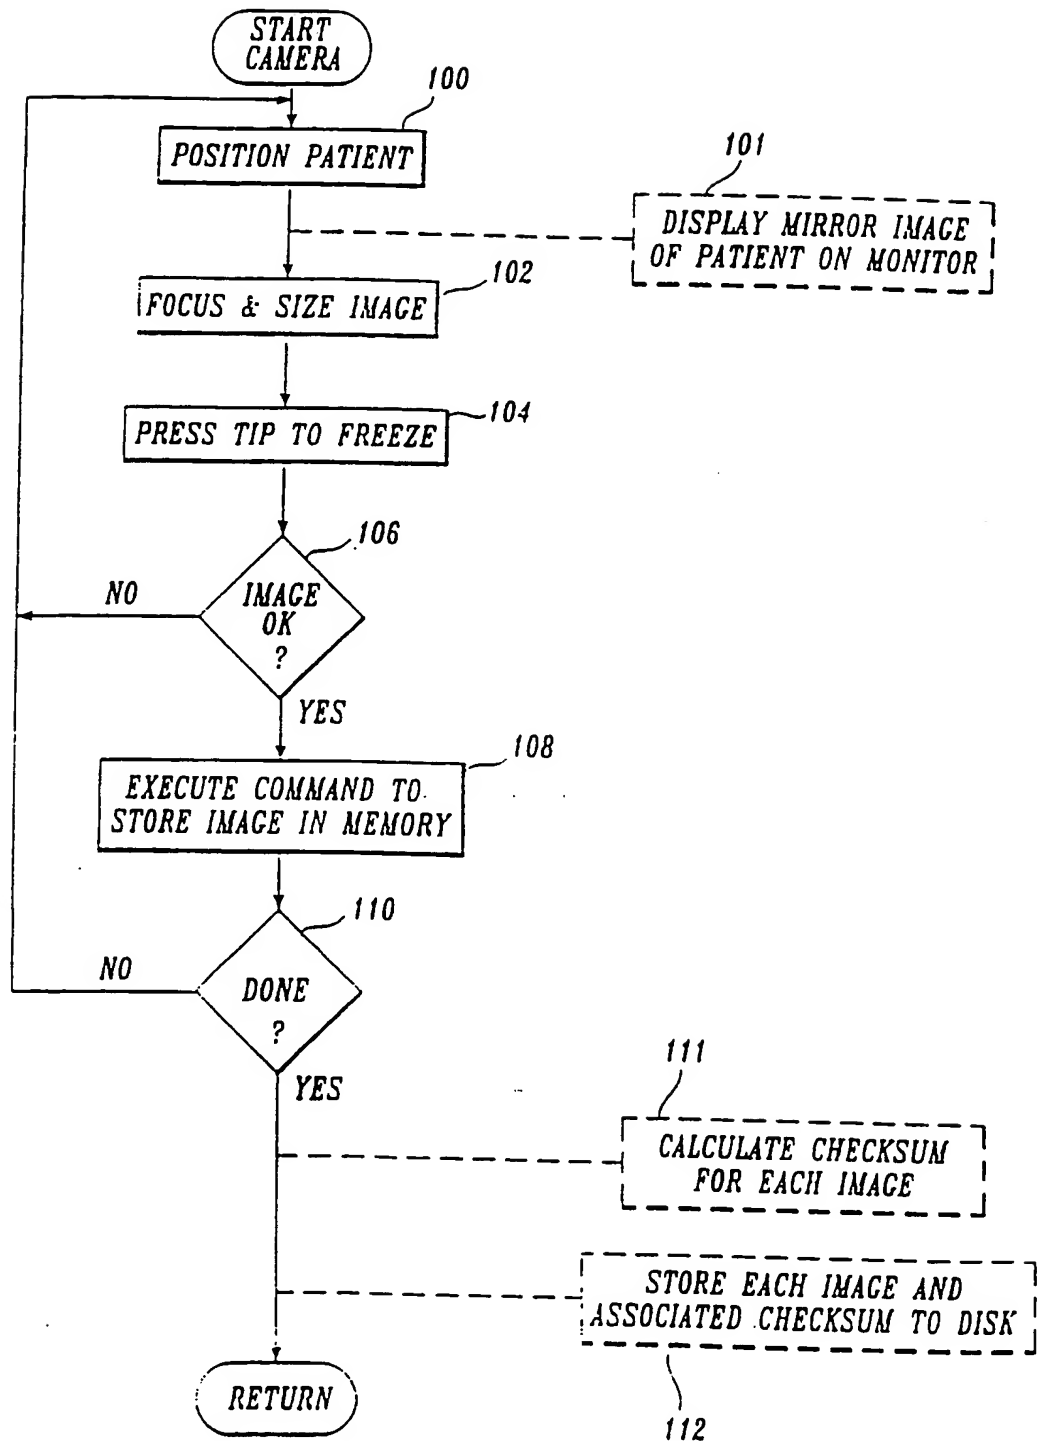 START
CAMERA
100
POSITION PATIENT
101
DISPLAY MIRROR IMAGE
OF PATIENT ON MONITOR
102
FOCUS & SIZE IMAGE
104
PRESS TIP TO FREEZE
106
IMAGE
OK
?
NO
YES
108
EXECUTE COMMAND TO
STORE IMAGE IN MEMORY
110
DONE
?
NO
YES
111
CALCULATE CHECKSUM
FOR EACH IMAGE
STORE EACH IMAGE AND
ASSOCIATED CHECKSUM TO DISK
112
RETURN